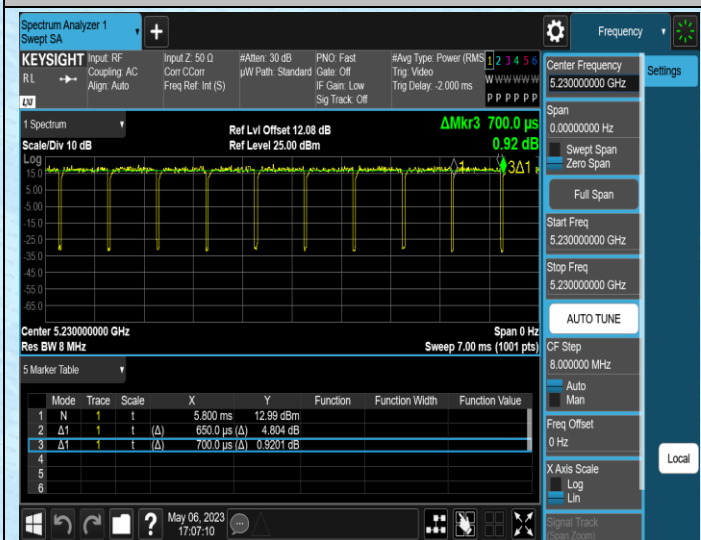 Spectrum Analyzer 1
Swept SA
+
Frequency
KEYSIGHT
RL
LXI
Input: RF
Coupling: AC
Align: Auto
Input Z: 50 Ω
Corr CCorr
Freq Ref: Int (S)
#Atten: 30 dB
µW Path: Standard
PNO: Fast
Gate: Off
IF Gain: Low
Sig Track: Off
#Avg Type: Power (RMS
Trig: Video
Trig Delay: -2.000 ms
1 2 3 4 5 6
W W W W W W
P P P P P P
1 Spectrum
Scale/Div 10 dB
Ref Lvl Offset 12.08 dB
Ref Level 25.00 dBm
ΔMkr3 700.0 µs
0.92 dB
Log
15.0
5.00
-5.00
-15.0
-25.0
-35.0
-45.0
-55.0
-65.0
1
3Δ1
Center 5.230000000 GHz
Res BW 8 MHz
Span 0 Hz
Sweep 7.00 ms (1001 pts)
5 Marker Table
Mode Trace Scale X Y Function Function Width Function Value
1 N 1 t 5.800 ms 12.99 dBm
2 Δ1 1 t (Δ) 650.0 µs (Δ) 4.804 dB
3 Δ1 1 t (Δ) 700.0 µs (Δ) 0.9201 dB
4
5
6
?
May 06, 2023
17:07:10
Center Frequency
5.230000000 GHz
Settings
Span
0.00000000 Hz
Swept Span
Zero Span
Full Span
Start Freq
5.230000000 GHz
Stop Freq
5.230000000 GHz
AUTO TUNE
CF Step
8.000000 MHz
Auto
Man
Freq Offset
0 Hz
X Axis Scale
Log
Lin
Local
Signal Track
(Span Zoom)